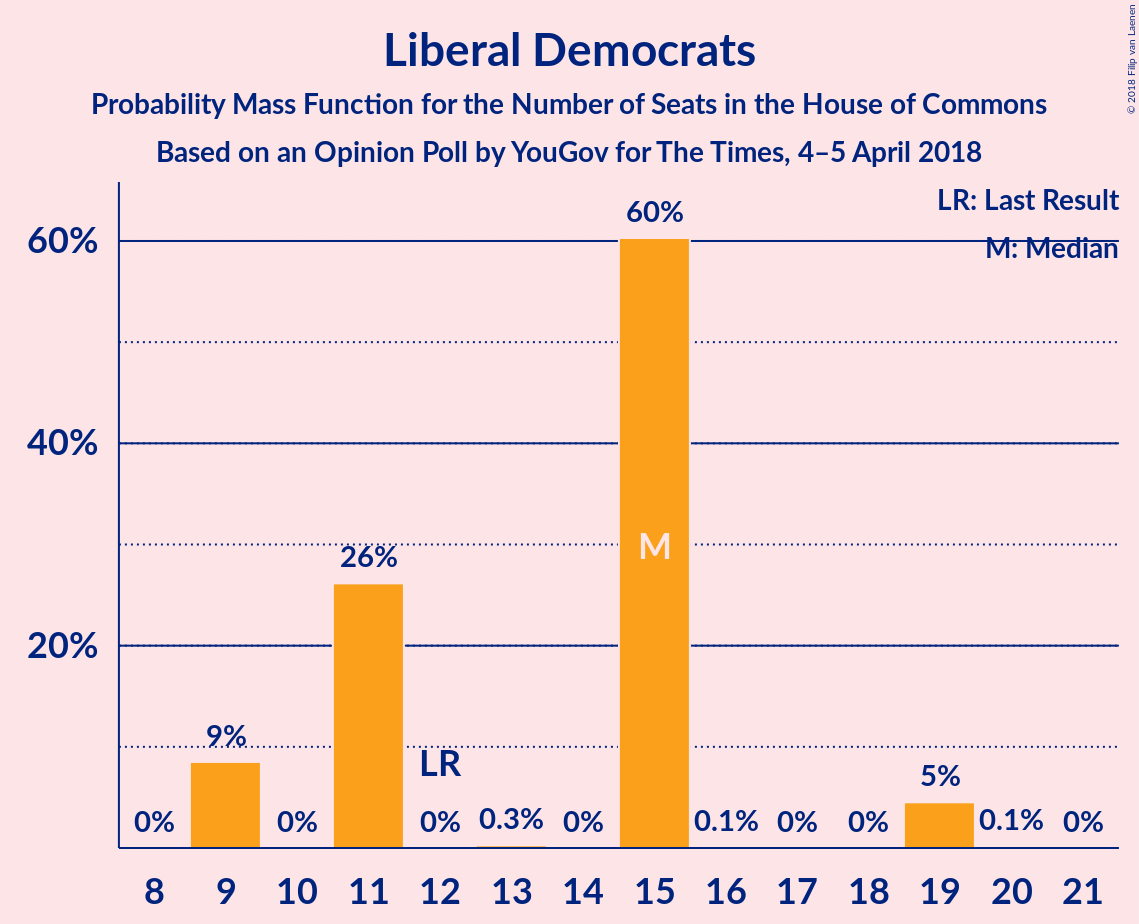 Liberal Democrats
Probability Mass Function for the Number of Seats in the House of Commons
Based on an Opinion Poll by YouGov for The Times, 4–5 April 2018
© 2018 Filip van Laenen
LR: Last Result
M: Median
60%
40%
20%
0%
9%
0%
26%
LR
0%
0.3%
0%
60%
M
0.1%
0%
0%
5%
0.1%
0%
8 9 10 11 12 13 14 15 16 17 18 19 20 21